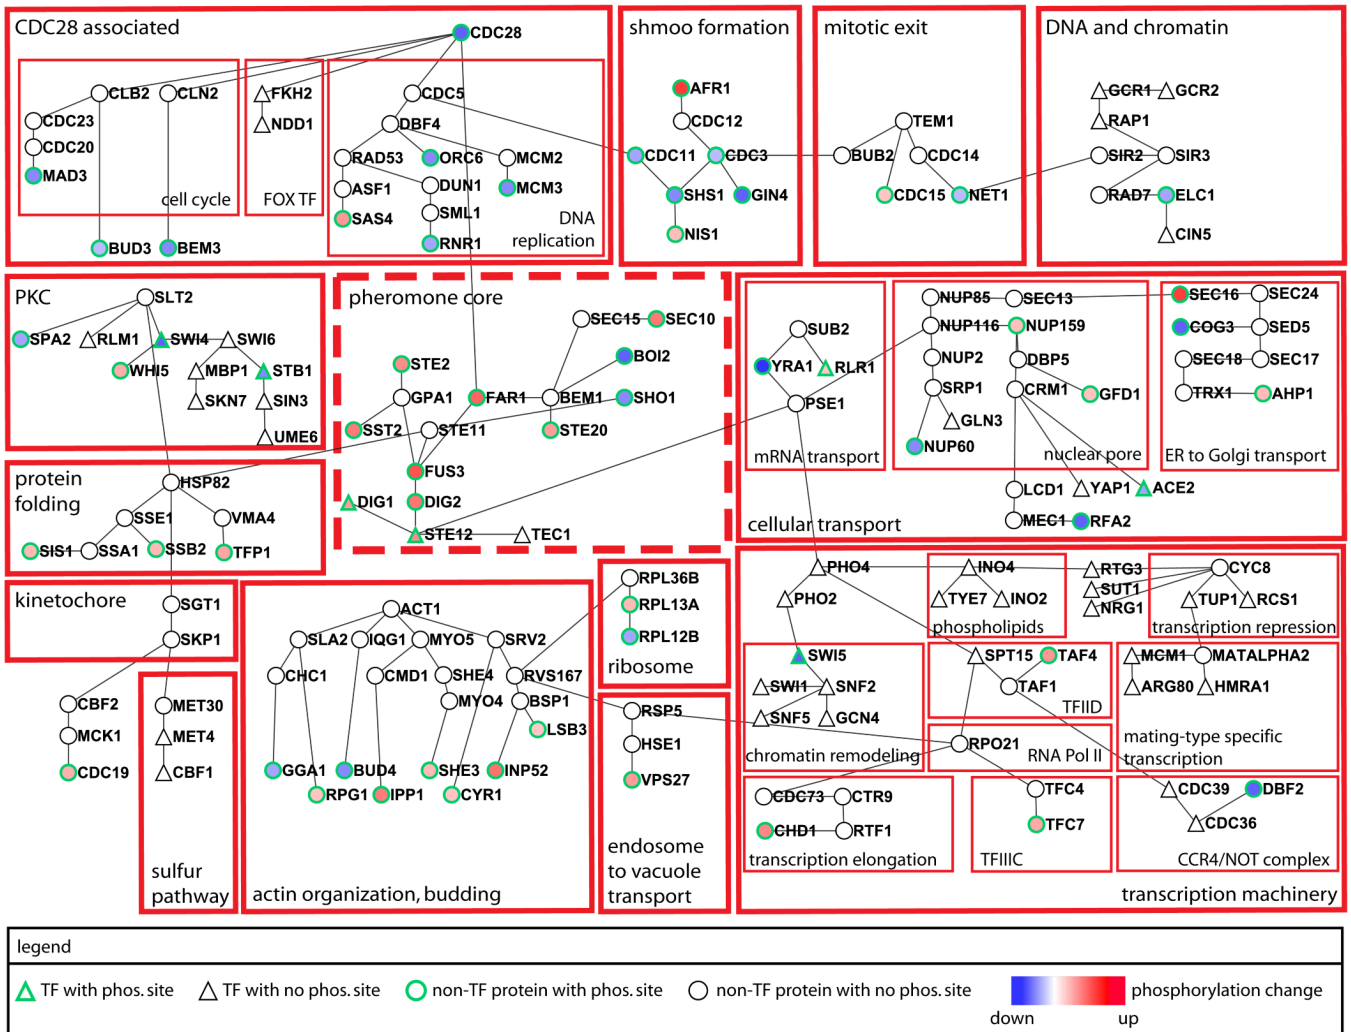 CDC28 associated
CDC28
CLB2
CLN2
FKH2
CDC5
CDC23
NDD1
DBF4
CDC20
RAD53
ORC6
MCM2
MAD3
ASF1
DUN1
MCM3
cell cycle
FOX TF
SAS4
SML1
DNA
replication
BUD3
BEM3
RNR1
shmoo formation
AFR1
CDC12
CDC11
CDC3
SHS1
GIN4
NIS1
mitotic exit
TEM1
BUB2
CDC14
CDC15
NET1
DNA and chromatin
GCR1
GCR2
RAP1
SIR2
SIR3
RAD7
ELC1
CIN5
PKC
SLT2
SPA2
RLM1
SWI4
SWI6
WHI5
MBP1
STB1
SKN7
SIN3
UME6
pheromone core
SEC15
SEC10
STE2
BOI2
GPA1
FAR1
BEM1
SHO1
SST2
STE11
STE20
FUS3
DIG1
DIG2
STE12
TEC1
SUB2
YRA1
RLR1
PSE1
mRNA transport
NUP85
SEC13
NUP116
NUP159
NUP2
DBP5
SRP1
CRM1
GFD1
GLN3
NUP60
nuclear pore
SEC16
SEC24
COG3
SED5
SEC18
SEC17
TRX1
AHP1
ER to Golgi transport
LCD1
YAP1
ACE2
MEC1
RFA2
cellular transport
protein
folding
HSP82
SSE1
VMA4
SIS1
SSA1
SSB2
TFP1
kinetochore
SGT1
SKP1
CBF2
MCK1
CDC19
MET30
MET4
CBF1
sulfur
pathway
ACT1
SLA2
IQG1
MYO5
SRV2
CHC1
CMD1
SHE4
RVS167
MYO4
BSP1
LSB3
GGA1
BUD4
SHE3
INP52
RPG1
IPP1
CYR1
actin organization, budding
RPL36B
RPL13A
RPL12B
ribosome
RSP5
HSE1
VPS27
endosome
to vacuole
transport
PHO4
PHO2
INO4
TYE7
INO2
phospholipids
RTG3
SUT1
NRG1
CYC8
TUP1
RCS1
transcription repression
SWI5
SWI1
SNF2
SNF5
GCN4
chromatin remodeling
SPT15
TAF4
TAF1
TFIID
RPO21
RNA Pol II
MCM1
MATALPHA2
ARG80
HMRA1
mating-type specific
transcription
CDC73
CTR9
CHD1
RTF1
transcription elongation
TFC4
TFC7
TFIIIC
CDC39
DBF2
CDC36
CCR4/NOT complex
transcription machinery
legend
TF with phos. site
TF with no phos. site
non-TF protein with phos. site
non-TF protein with no phos. site
phosphorylation change
down
up